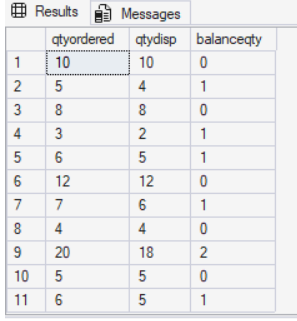 Results Messages
qtyordered qtydisp balanceqty
1 10 10 0
2 5 4 1
3 8 8 0
4 3 2 1
5 6 5 1
6 12 12 0
7 7 6 1
8 4 4 0
9 20 18 2
10 5 5 0
11 6 5 1